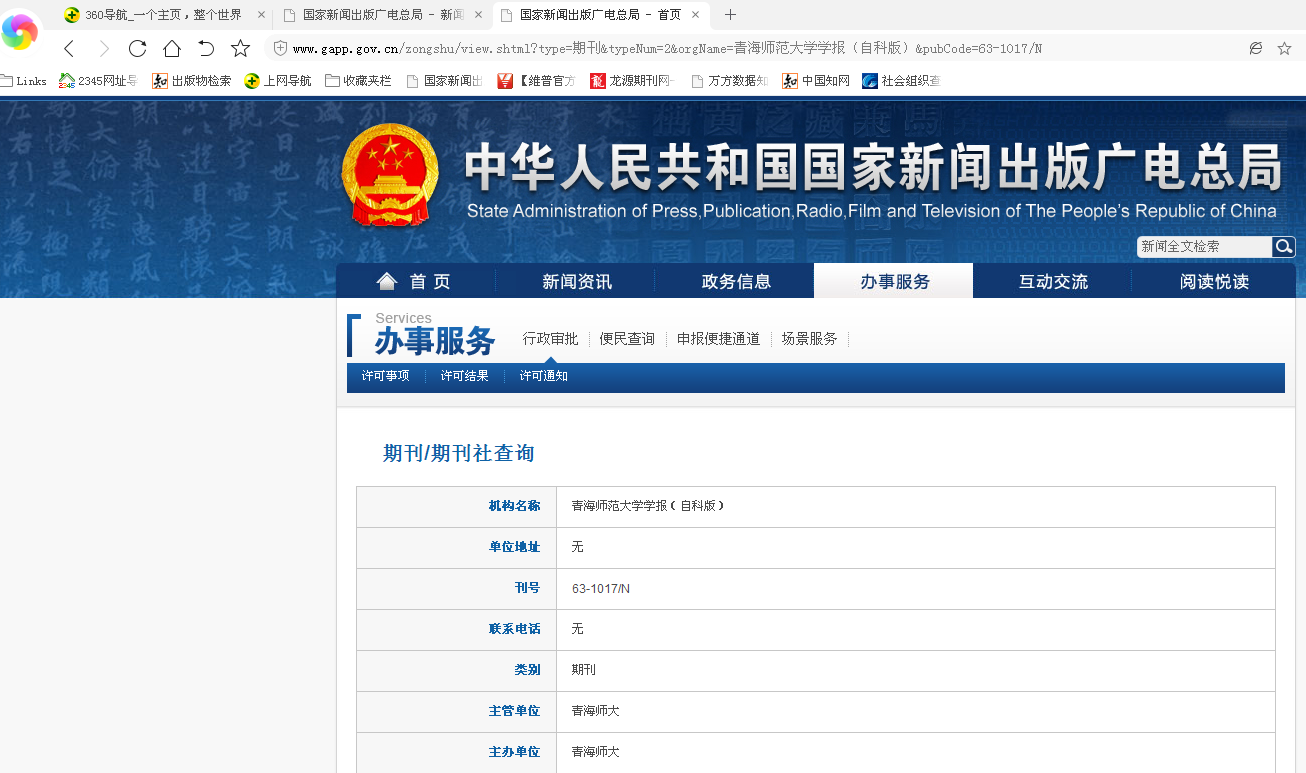 360导航_一个主页，整个世界
国家新闻出版广电总局 - 新闻
国家新闻出版广电总局 - 首页
www.gapp.gov.cn/zongshu/view.shtml?type=期刊&typeNum=2&orgName=青海师范大学学报（自科版）&pubCode=63-1017/N
Links 2345网址导 出版物检索 上网导航 收藏夹栏 国家新闻出 【维普官方 龙源期刊网- 万方数据知 中国知网 社会组织查
中华人民共和国国家新闻出版广电总局
State Administration of Press,Publication,Radio,Film and Television of The People's Republic of China
新闻全文检索
首 页 新闻资讯 政务信息 办事服务 互动交流 阅读悦读
Services
办事服务 行政审批 便民查询 申报便捷通道 场景服务
许可事项 许可结果 许可通知
期刊/期刊社查询
机构名称 青海师范大学学报（自科版）
单位地址 无
刊号 63-1017/N
联系电话 无
类别 期刊
主管单位 青海师大
主办单位 青海师大